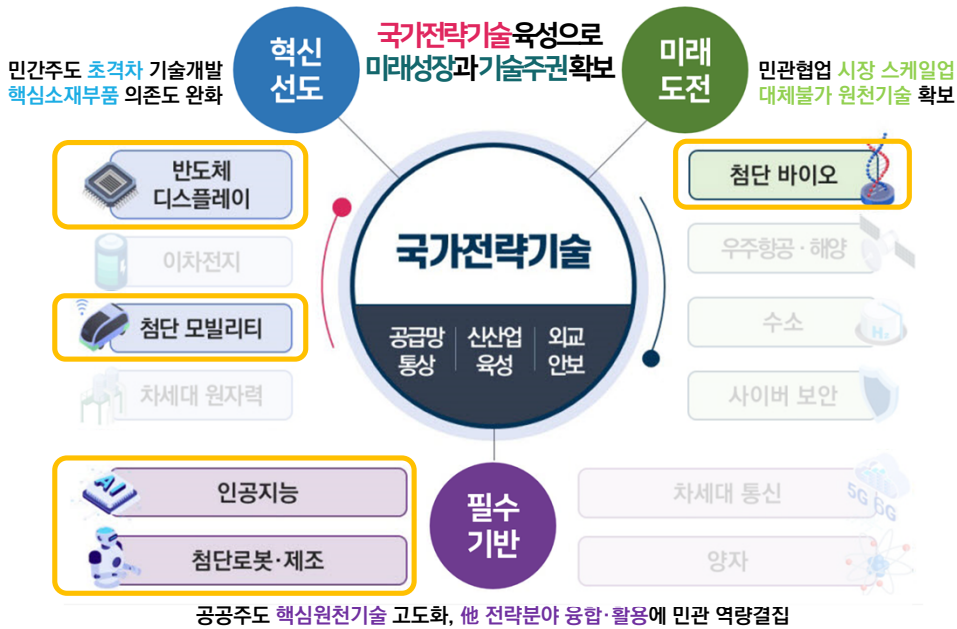 혁신
선도
국가전략기술 육성으로
미래성장과 기술주권 확보
미래
도전
민간주도 초격차 기술개발
핵심소재부품 의존도 완화
민관협업 시장 스케일업
대체불가 원천기술 확보
반도체
디스플레이
이차전지
첨단 모빌리티
차세대 원자력
국가전략기술
공급망
통상
신산업
육성
외교
안보
첨단 바이오
우주항공·해양
수소
H₂
사이버 보안
AI
인공지능
첨단로봇·제조
필수
기반
차세대 통신
5G 6G
양자
공공주도 핵심원천기술 고도화, 他 전략분야 융합·활용에 민관 역량결집